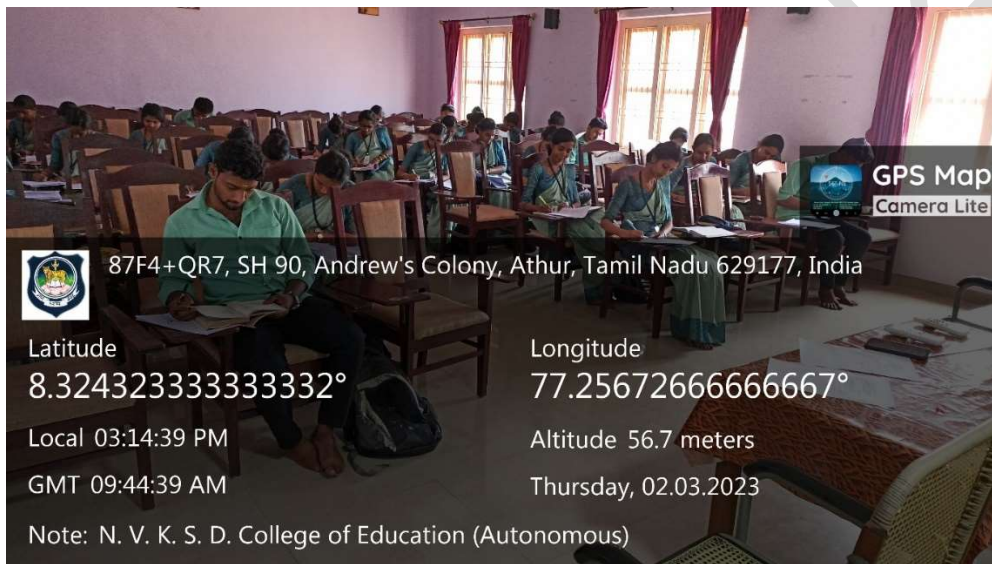 GPS Map
Camera Lite
87F4+QR7, SH 90, Andrew's Colony, Athur, Tamil Nadu 629177, India
Latitude
8.324323333333332°
Longitude
77.25672666666667°
Local 03:14:39 PM
Altitude 56.7 meters
GMT 09:44:39 AM
Thursday, 02.03.2023
Note: N. V. K. S. D. College of Education (Autonomous)